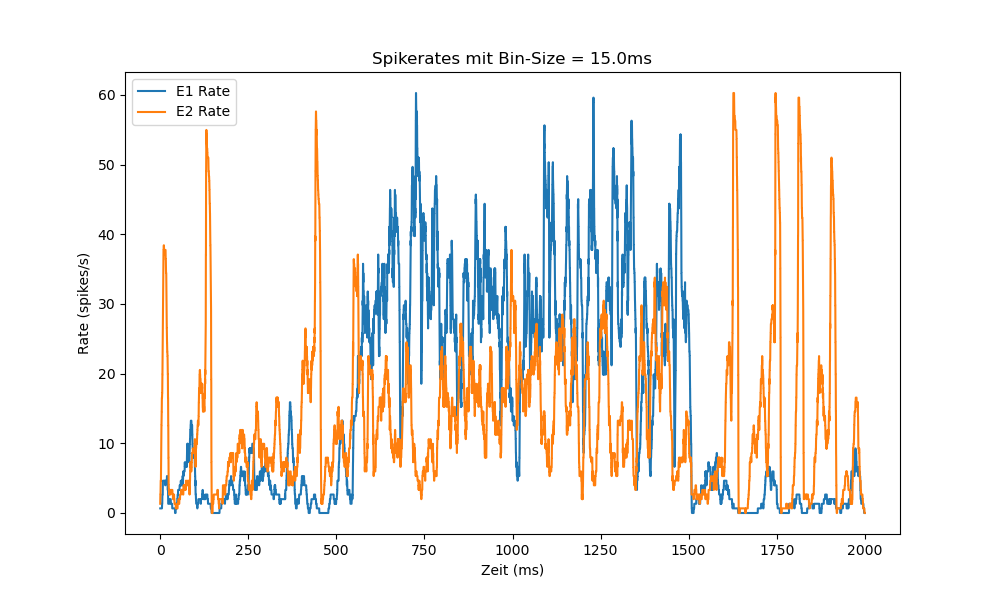 Spikerates mit Bin-Size = 15.0ms
E1 Rate
E2 Rate
Rate (spikes/s)
60
50
40
30
20
10
0
0 250 500 750 1000 1250 1500 1750 2000
Zeit (ms)